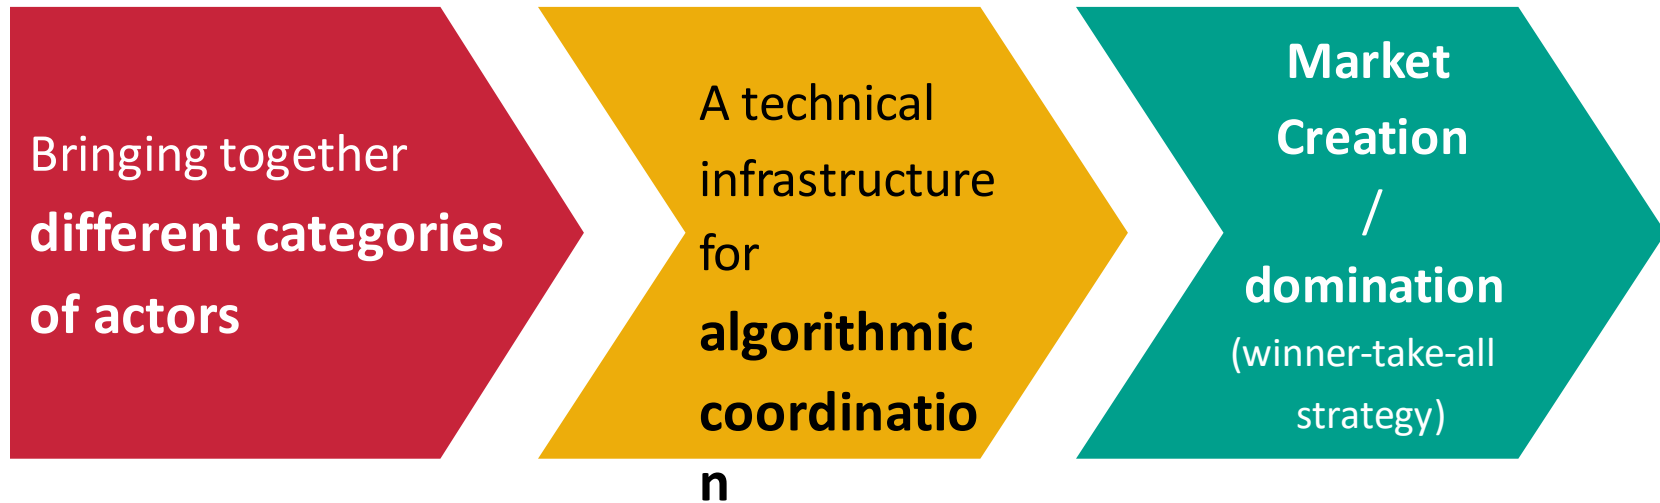 Bringing together
different categories
of actors
A technical
infrastructure
for
algorithmic
coordinatio
n
Market
Creation
/
domination
(winner-take-all
strategy)